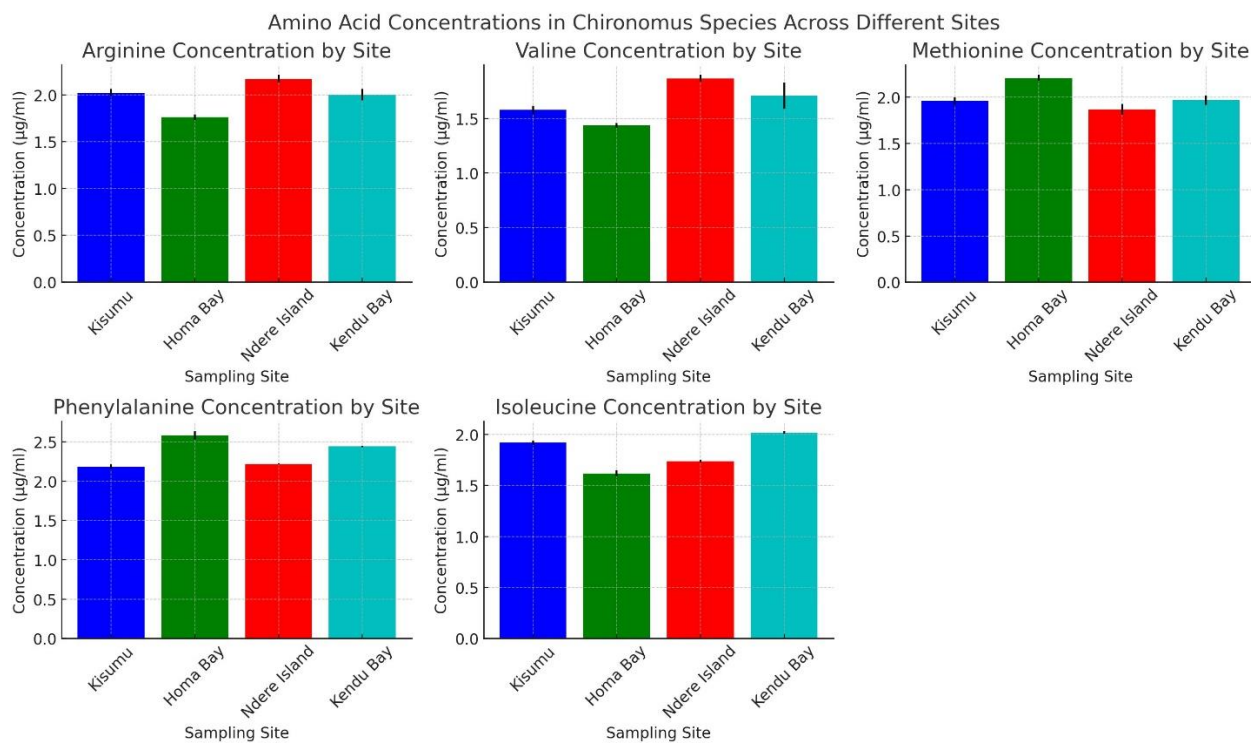 Amino Acid Concentrations in Chironomus Species Across Different Sites
Arginine Concentration by Site
Concentration (µg/ml)
2.0
1.5
1.0
0.5
0.0
Kisumu
Homa Bay
Ndere Island
Kendu Bay
Sampling Site
Valine Concentration by Site
Concentration (µg/ml)
1.5
1.0
0.5
0.0
Kisumu
Homa Bay
Ndere Island
Kendu Bay
Sampling Site
Methionine Concentration by Site
Concentration (µg/ml)
2.0
1.5
1.0
0.5
0.0
Kisumu
Homa Bay
Ndere Island
Kendu Bay
Sampling Site
Phenylalanine Concentration by Site
Concentration (µg/ml)
2.5
2.0
1.5
1.0
0.5
0.0
Kisumu
Homa Bay
Ndere Island
Kendu Bay
Sampling Site
Isoleucine Concentration by Site
Concentration (µg/ml)
2.0
1.5
1.0
0.5
0.0
Kisumu
Homa Bay
Ndere Island
Kendu Bay
Sampling Site